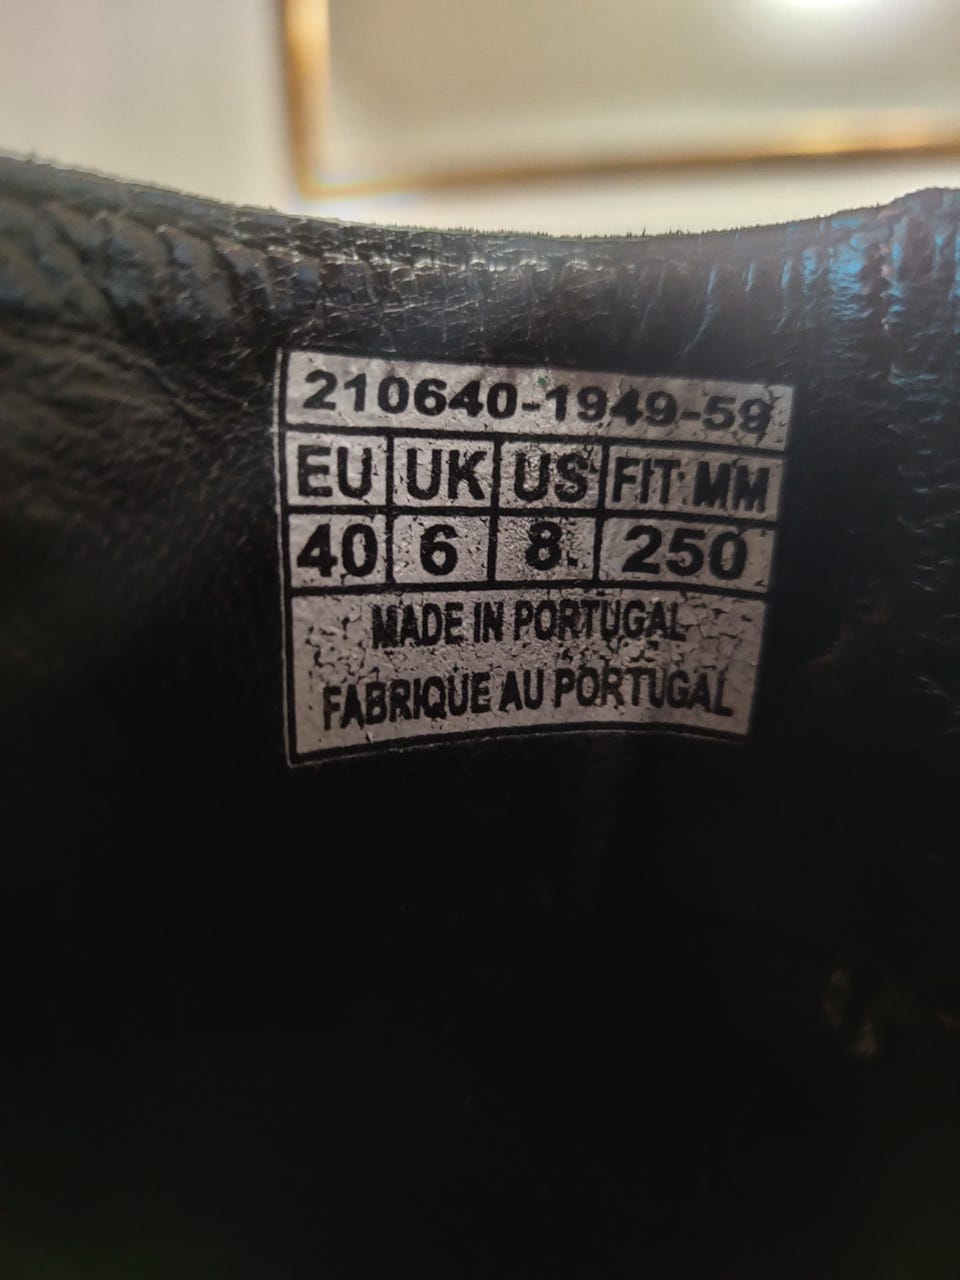 210640-1949-59
EU UK US FIT MM
40 6 8 250
MADE IN PORTUGAL
FABRIQUE AU PORTUGAL